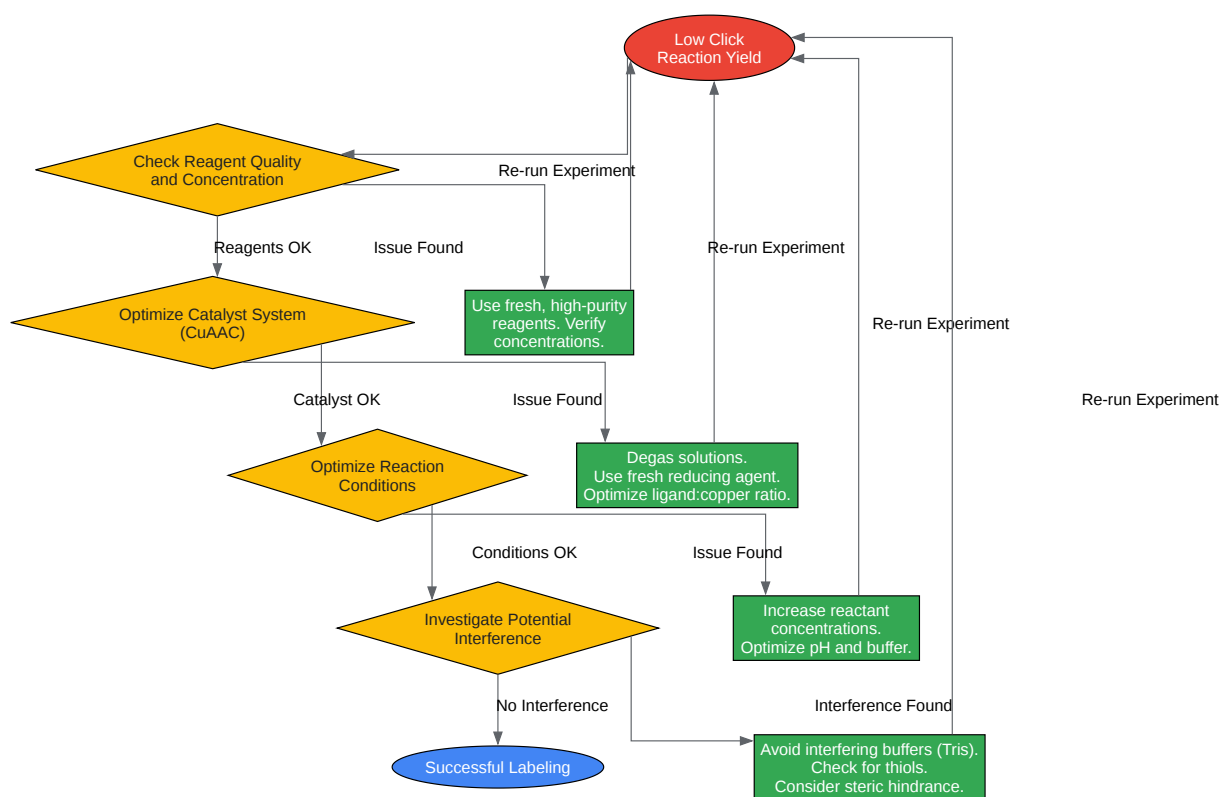 Low Click
Reaction Yield
Check Reagent Quality
and Concentration
Re-run Experiment
Reagents OK
Issue Found
Re-run Experiment
Optimize Catalyst System
(CuAAC)
Use fresh, high-purity
reagents. Verify
concentrations.
Re-run Experiment
Catalyst OK
Issue Found
Re-run Experiment
Optimize Reaction
Conditions
Degas solutions.
Use fresh reducing agent.
Optimize ligand:copper ratio.
Conditions OK
Issue Found
Investigate Potential
Interference
Increase reactant
concentrations.
Optimize pH and buffer.
No Interference
Interference Found
Successful Labeling
Avoid interfering buffers (Tris).
Check for thiols.
Consider steric hindrance.